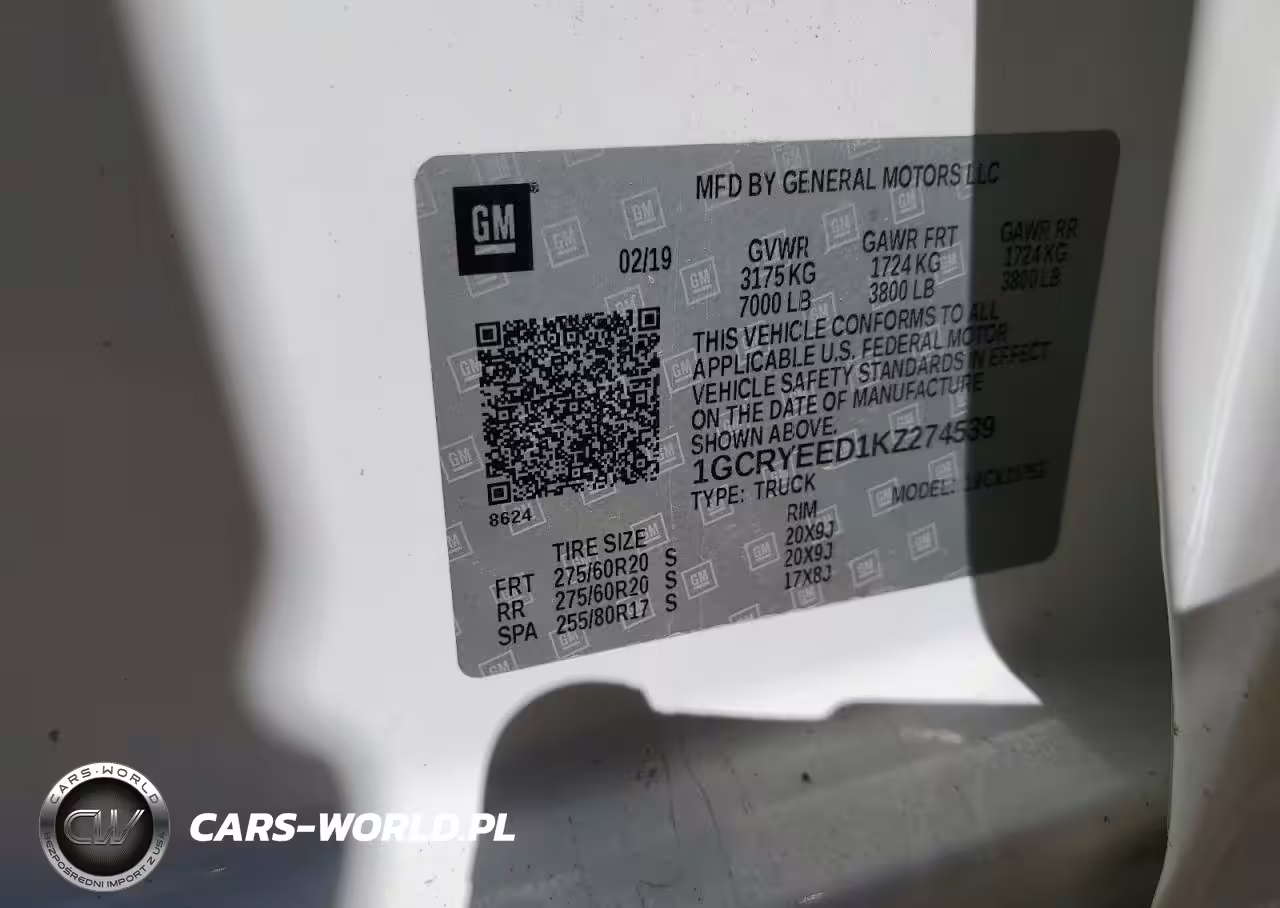 GM ®
MFD BY GENERAL MOTORS LLC
02/19
GVWR GAWR FRT GAWR RR
3175 KG 1724 KG 1724 KG
7000 LB 3800 LB 3800 LB
THIS VEHICLE CONFORMS TO ALL
APPLICABLE U.S. FEDERAL MOTOR
VEHICLE SAFETY STANDARDS IN EFFECT
ON THE DATE OF MANUFACTURE
SHOWN ABOVE.
1GCRYEED1KZ274539
TYPE: TRUCK MODEL:
8624
TIRE SIZE RIM
FRT 275/60R20 S 20X9J
RR 275/60R20 S 20X9J
SPA 255/80R17 S 17X8J
CARS-WORLD
CW
BEZPOŚREDNI IMPORT Z USA
CARS-WORLD.PL